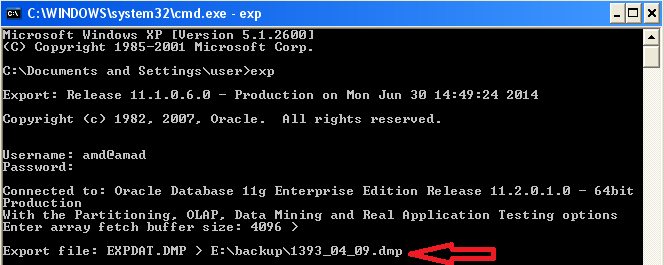 C:\WINDOWS\system32\cmd.exe - exp
Microsoft Windows XP [Version 5.1.2600]
(C) Copyright 1985-2001 Microsoft Corp.
C:\Documents and Settings\user>exp
Export: Release 11.1.0.6.0 - Production on Mon Jun 30 14:49:24 2014
Copyright (c) 1982, 2007, Oracle.  All rights reserved.
Username: amd@amad
Password:
Connected to: Oracle Database 11g Enterprise Edition Release 11.2.0.1.0 - 64bit
Production
With the Partitioning, OLAP, Data Mining and Real Application Testing options
Enter array fetch buffer size: 4096 >
Export file: EXPDAT.DMP > E:\backup\1393_04_09.dmp